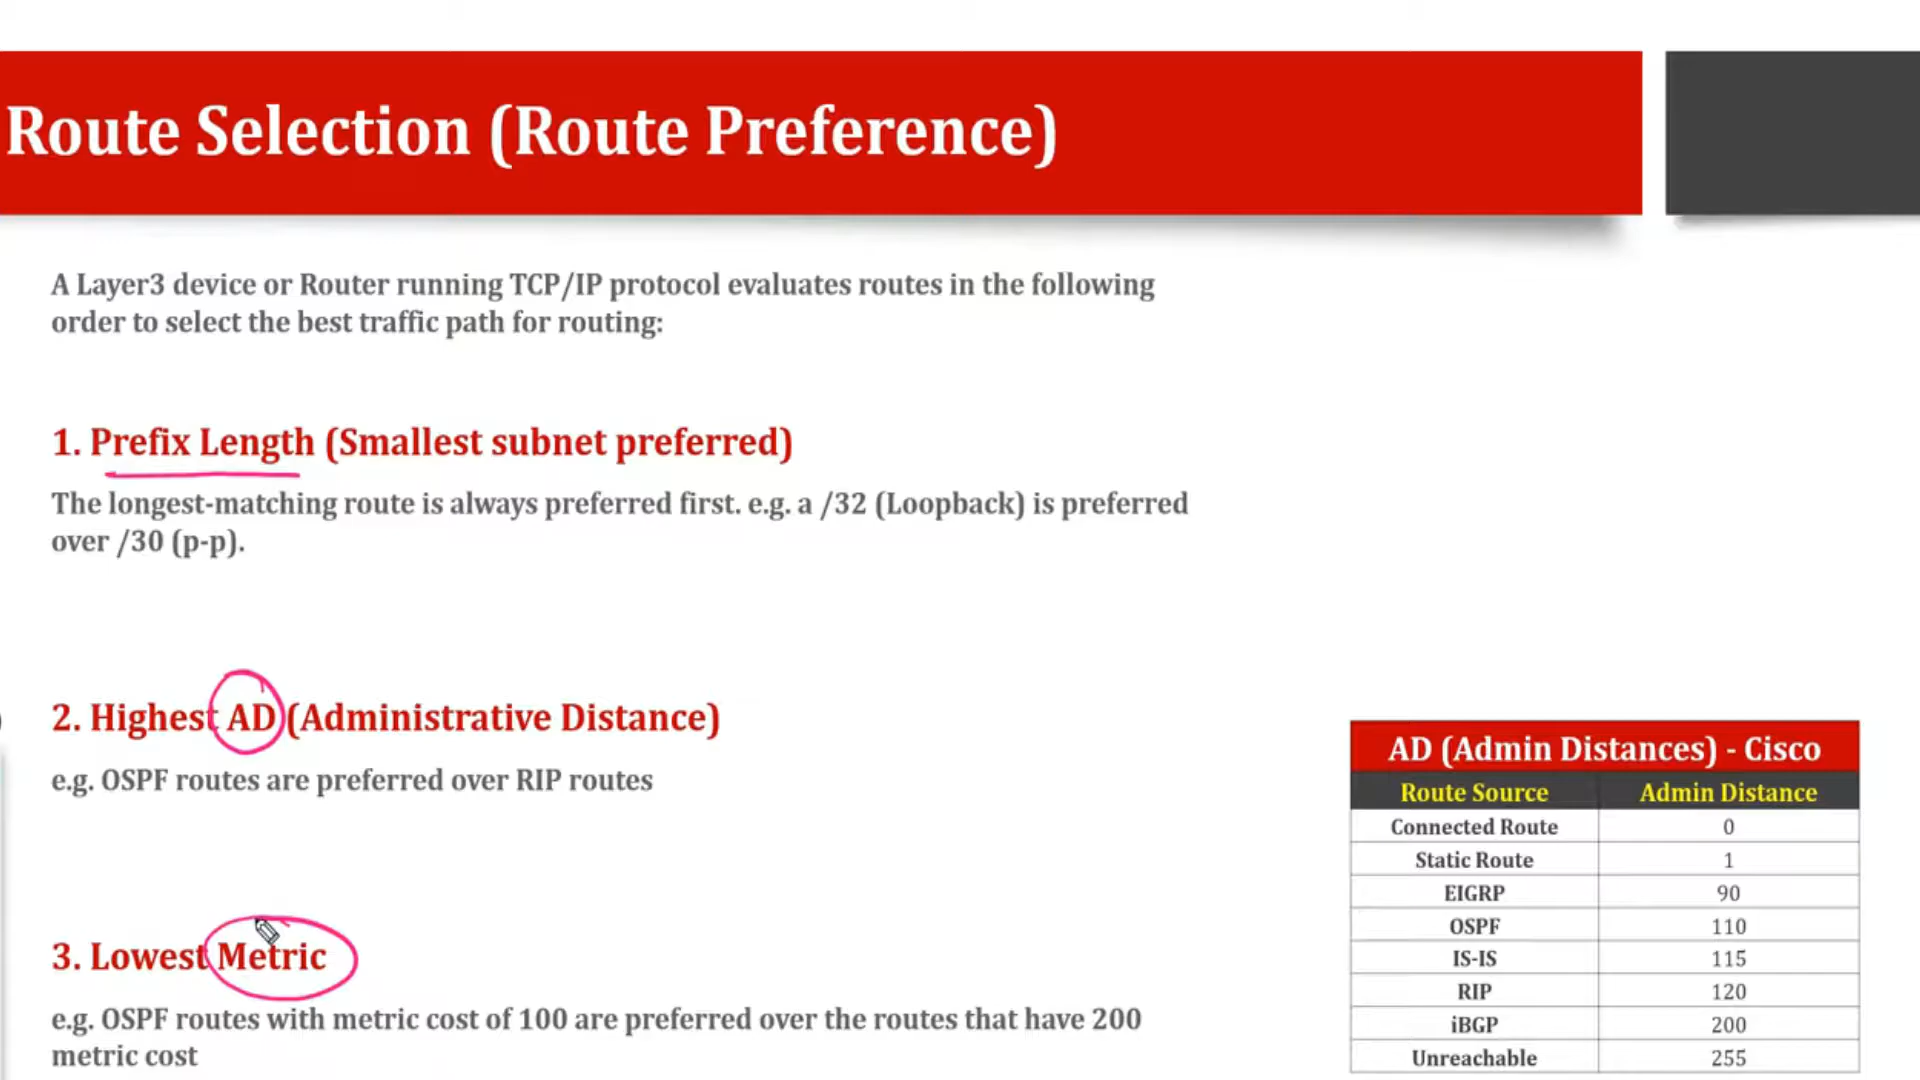 Route Selection (Route Preference)
A Layer3 device or Router running TCP/IP protocol evaluates routes in the following
order to select the best traffic path for routing:
1. Prefix Length (Smallest subnet preferred)
The longest-matching route is always preferred first. e.g. a /32 (Loopback) is preferred
over /30 (p-p).
2. Highest AD (Administrative Distance)
e.g. OSPF routes are preferred over RIP routes
3. Lowest Metric
e.g. OSPF routes with metric cost of 100 are preferred over the routes that have 200
metric cost
AD (Admin Distances) - Cisco
Route Source Admin Distance
Connected Route 0
Static Route 1
EIGRP 90
OSPF 110
IS-IS 115
RIP 120
iBGP 200
Unreachable 255